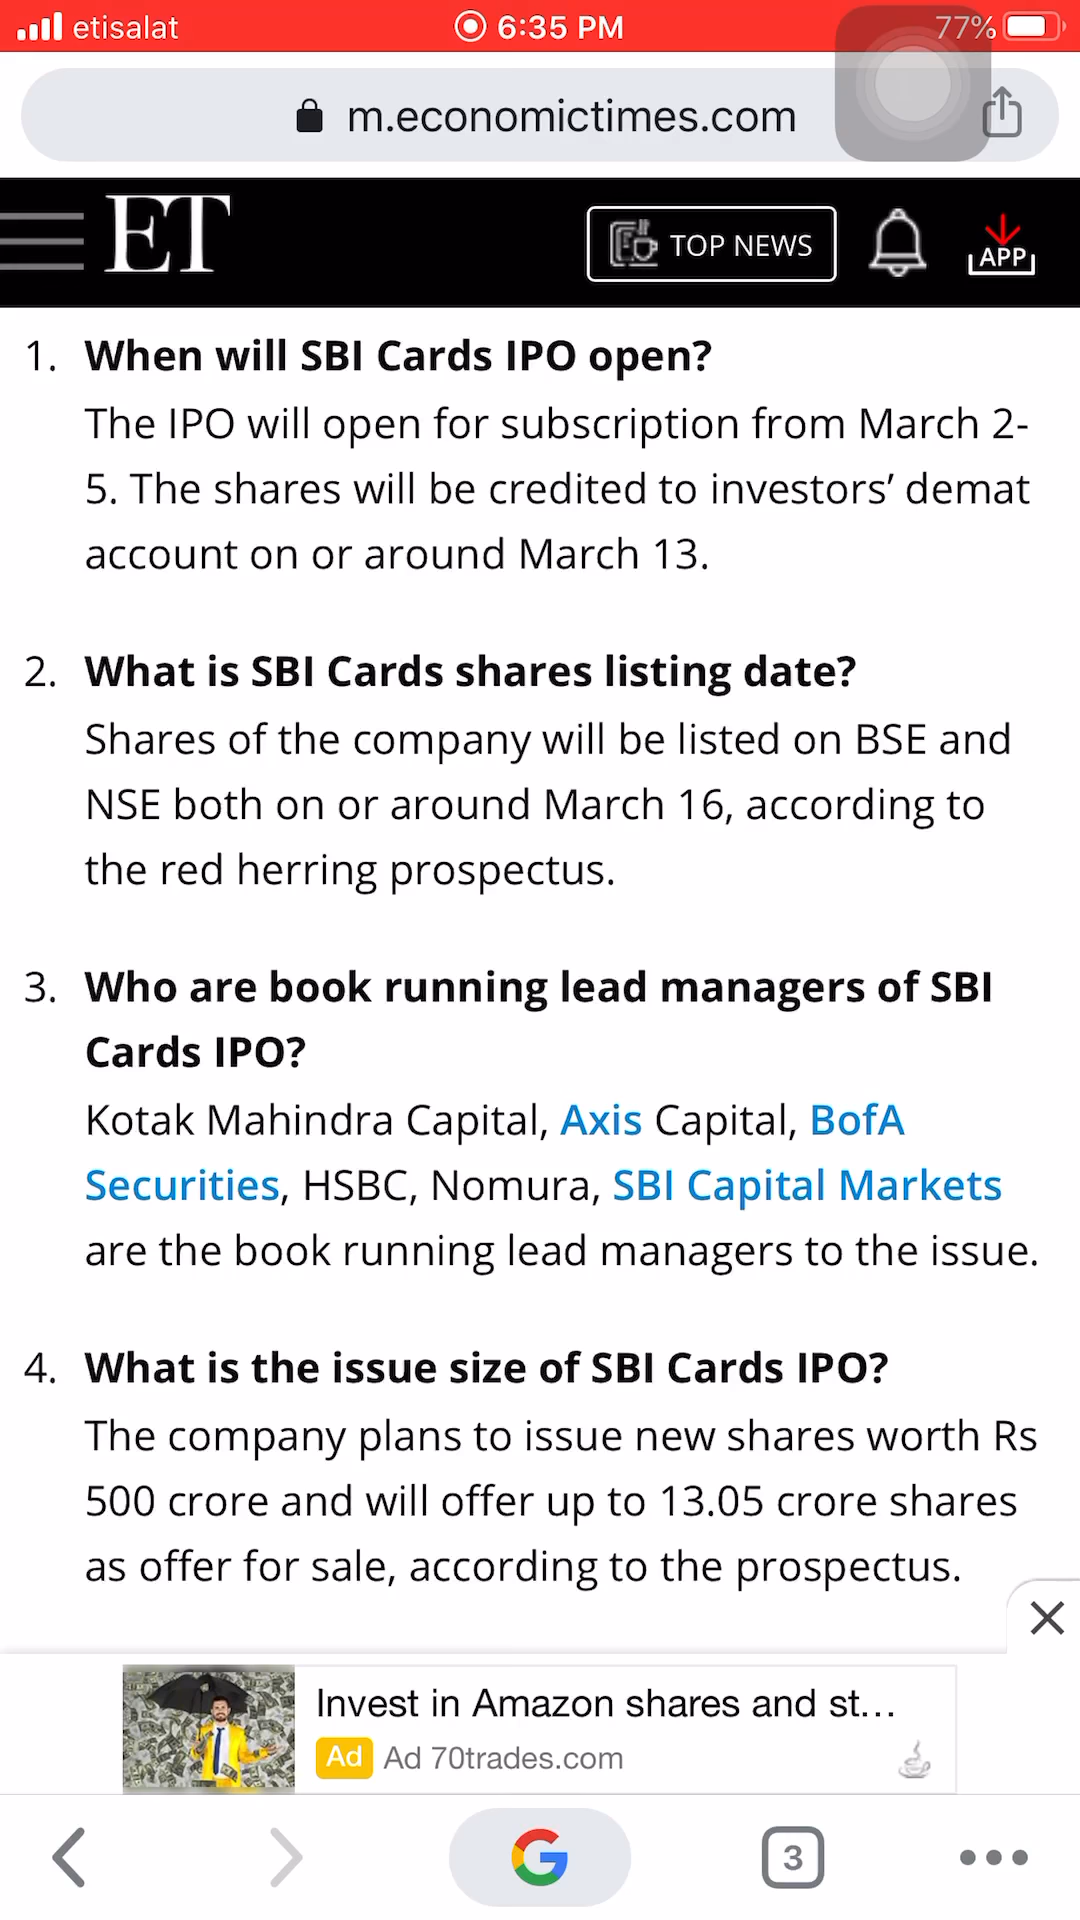 etisalat 6:35 PM 77%
m.economictimes.com
ET TOP NEWS APP
1. When will SBI Cards IPO open?
The IPO will open for subscription from March 2-
5. The shares will be credited to investors’ demat
account on or around March 13.
2. What is SBI Cards shares listing date?
Shares of the company will be listed on BSE and
NSE both on or around March 16, according to
the red herring prospectus.
3. Who are book running lead managers of SBI
Cards IPO?
Kotak Mahindra Capital, Axis Capital, BofA
Securities, HSBC, Nomura, SBI Capital Markets
are the book running lead managers to the issue.
4. What is the issue size of SBI Cards IPO?
The company plans to issue new shares worth Rs
500 crore and will offer up to 13.05 crore shares
as offer for sale, according to the prospectus.
Invest in Amazon shares and st...
Ad Ad 70trades.com
3